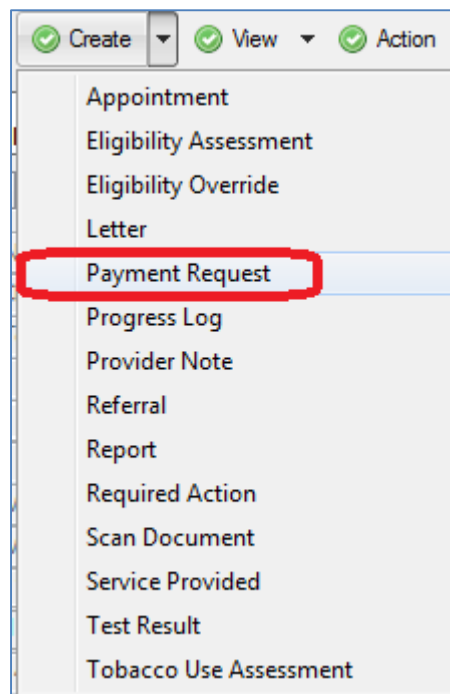 Create View Action
Appointment
Eligibility Assessment
Eligibility Override
Letter
Payment Request
Progress Log
Provider Note
Referral
Report
Required Action
Scan Document
Service Provided
Test Result
Tobacco Use Assessment